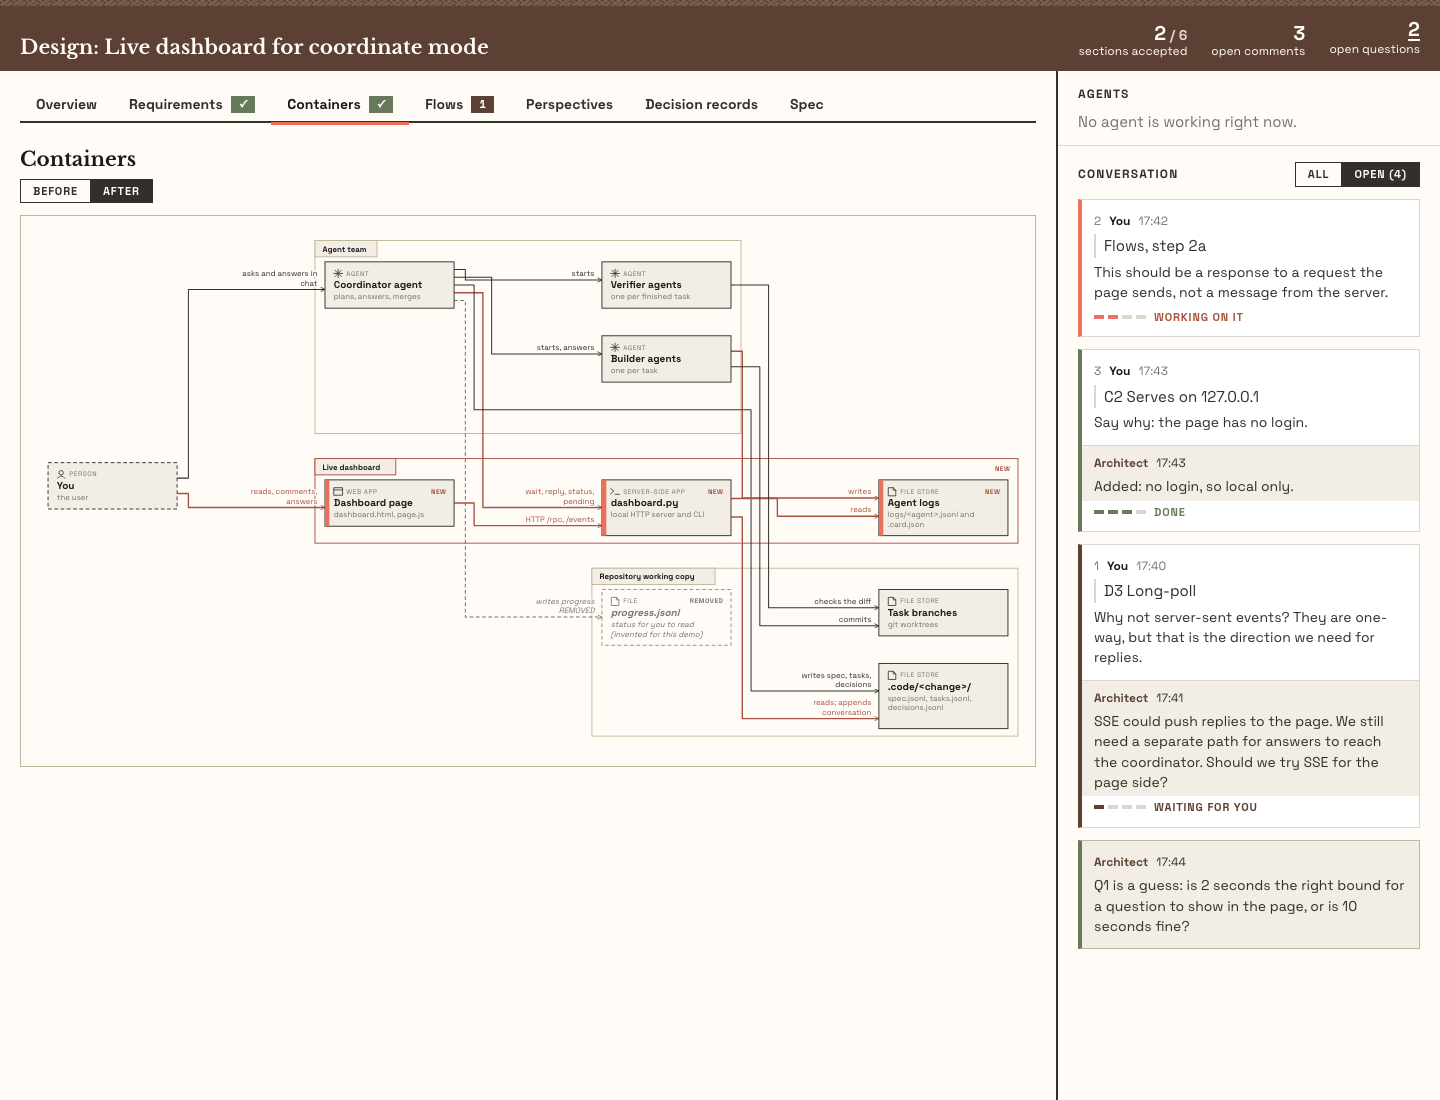 Design: Live dashboard for coordinate mode
2 / 6
sections accepted
3
open comments
2
open questions
Overview
Requirements ✓
Containers ✓
Flows 1
Perspectives
Decision records
Spec
Containers
BEFORE
AFTER
Agent team
asks and answers in
chat
AGENT
Coordinator agent
plans, answers, merges
starts
AGENT
Verifier agents
one per finished task
starts, answers
AGENT
Builder agents
one per task
PERSON
You
the user
Live dashboard
NEW
reads, comments,
answers
WEB APP
NEW
Dashboard page
dashboard.html, page.js
wait, reply, status,
pending
HTTP /rpc, /events
SERVER-SIDE APP
NEW
dashboard.py
local HTTP server and CLI
writes
reads
FILE STORE
NEW
Agent logs
logs/<agent>.jsonl and
.card.json
Repository working copy
writes progress
REMOVED
FILE
REMOVED
progress.jsonl
status for you to read
(invented for this demo)
checks the diff
commits
FILE STORE
Task branches
git worktrees
writes spec, tasks,
decisions
reads; appends
conversation
FILE STORE
.code/<change>/
spec.jsonl, tasks.jsonl,
decisions.jsonl
AGENTS
No agent is working right now.
CONVERSATION
ALL
OPEN (4)
2 You 17:42
Flows, step 2a
This should be a response to a request the
page sends, not a message from the server.
WORKING ON IT
3 You 17:43
C2 Serves on 127.0.0.1
Say why: the page has no login.
Architect 17:43
Added: no login, so local only.
DONE
1 You 17:40
D3 Long-poll
Why not server-sent events? They are one-
way, but that is the direction we need for
replies.
Architect 17:41
SSE could push replies to the page. We still
need a separate path for answers to reach
the coordinator. Should we try SSE for the
page side?
WAITING FOR YOU
Architect 17:44
Q1 is a guess: is 2 seconds the right bound for
a question to show in the page, or is 10
seconds fine?